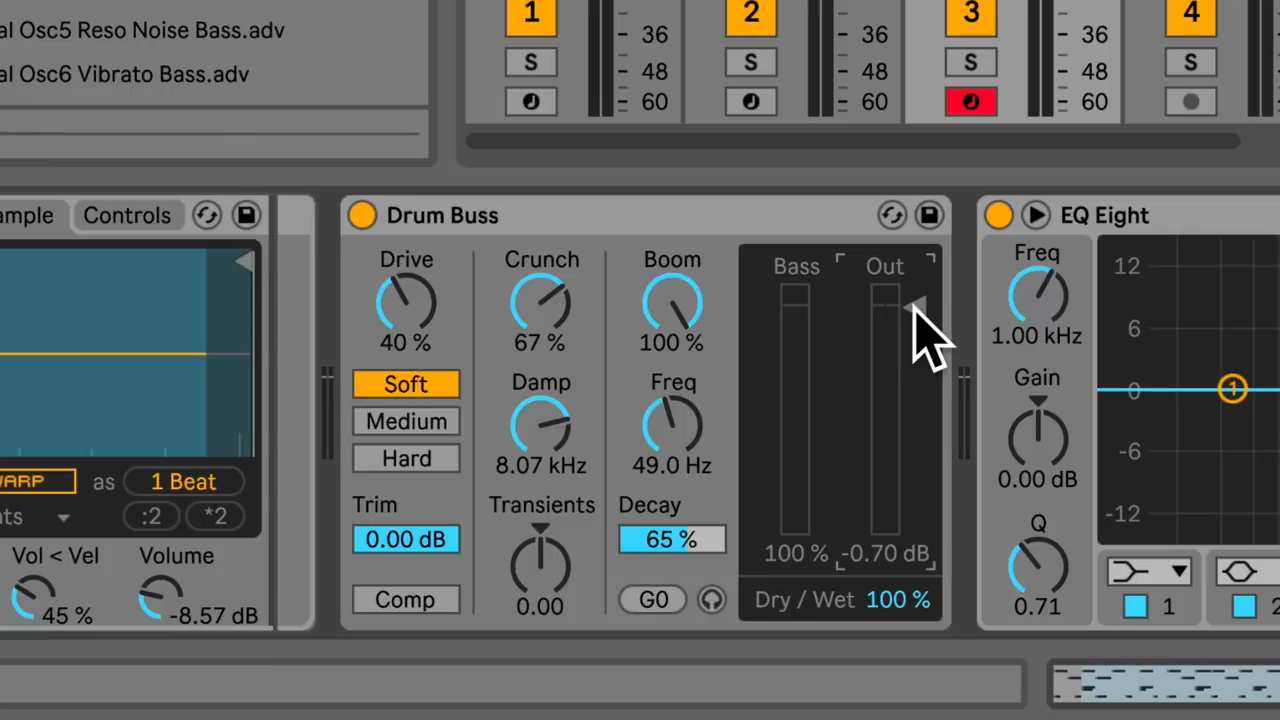 al Osc5 Reso Noise Bass.adv
al Osc6 Vibrato Bass.adv
1 2 3 4
36 36 36
S S S S
48 48 48
60 60 60
ample Controls
WARP as 1 Beat
ats
:2 *2
Vol < Vel Volume
45 % -8.57 dB
Drum Buss
Drive Crunch Boom
40 % 67 % 100 %
Soft Damp Freq
Medium
Hard 8.07 kHz 49.0 Hz
Trim Transients Decay
0.00 dB 65 %
Comp 0.00 G0
Bass Out
100 % -0.70 dB
Dry / Wet 100 %
EQ Eight
Freq
1.00 kHz
Gain
0.00 dB
Q
0.71
12
6
0 1
-6
-12
1 2